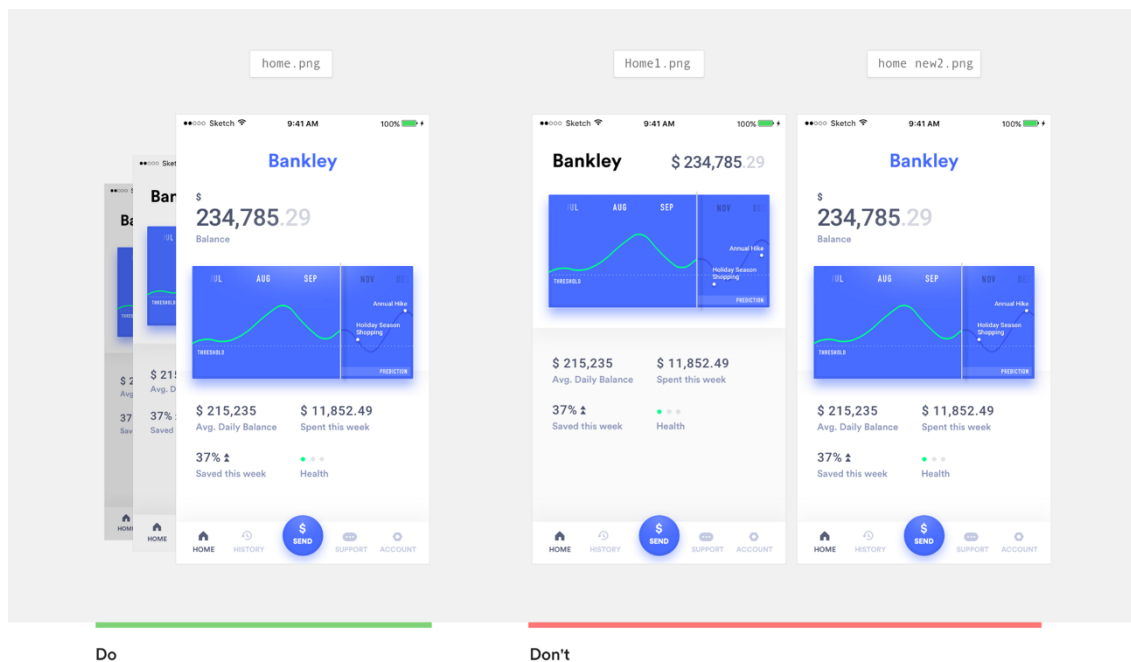 home.png
Home1.png
home new2.png
Sketch 9:41 AM 100%
Bankley
$
234,785.29
Balance
JUL AUG SEP NOV
Annual Hike
Holiday Season
Shopping
THRESHOLD
PREDICTION
$ 215,235 $ 11,852.49
Avg. Daily Balance Spent this week
37%
Saved this week Health
HOME HISTORY $ SEND SUPPORT ACCOUNT
Sketch 9:41 AM 100%
Bankley $ 234,785.29
JUL AUG SEP NOV
Annual Hike
Holiday Season
Shopping
THRESHOLD
PREDICTION
$ 215,235 $ 11,852.49
Avg. Daily Balance Spent this week
37%
Saved this week Health
HOME HISTORY $ SEND SUPPORT ACCOUNT
Sketch 9:41 AM 100%
Bankley
$
234,785.29
Balance
JUL AUG SEP NOV
Annual Hike
Holiday Season
Shopping
THRESHOLD
PREDICTION
$ 215,235 $ 11,852.49
Avg. Daily Balance Spent this week
37%
Saved this week Health
HOME HISTORY $ SEND SUPPORT ACCOUNT
Do
Don't